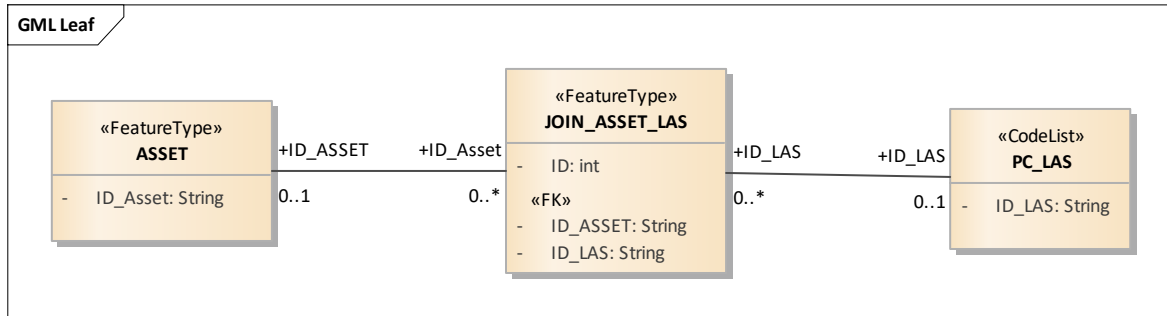 GML Leaf
«FeatureType»
ASSET
- ID_Asset: String
+ID_ASSET
0..1
+ID_Asset
0..*
«FeatureType»
JOIN_ASSET_LAS
- ID: int
«FK»
- ID_ASSET: String
- ID_LAS: String
+ID_LAS
0..*
+ID_LAS
0..1
«CodeList»
PC_LAS
- ID_LAS: String